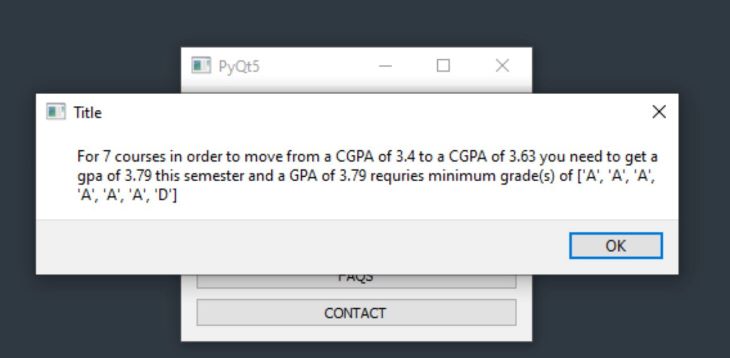 PyQt5
Title
For 7 courses in order to move from a CGPA of 3.4 to a CGPA of 3.63 you need to get a
gpa of 3.79 this semester and a GPA of 3.79 requries minimum grade(s) of ['A', 'A', 'A',
'A', 'A', 'A', 'D']
OK
FAQS
CONTACT